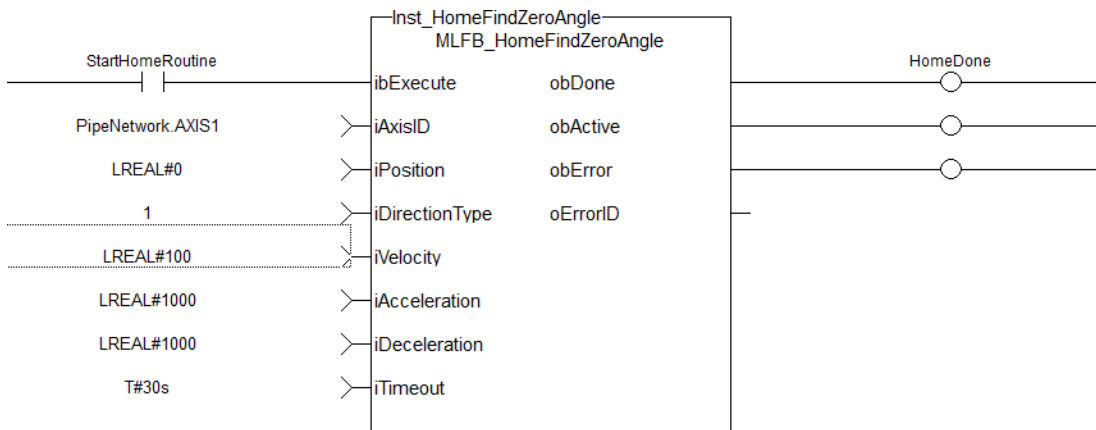 Inst_HomeFindZeroAngle
MLFB_HomeFindZeroAngle
StartHomeRoutine ibExecute obDone HomeDone
PipeNetwork.AXIS1 iAxisID obActive
LREAL#0 iPosition obError
1 iDirectionType oErrorID
LREAL#100 iVelocity
LREAL#1000 iAcceleration
LREAL#1000 iDeceleration
T#30s iTimeout